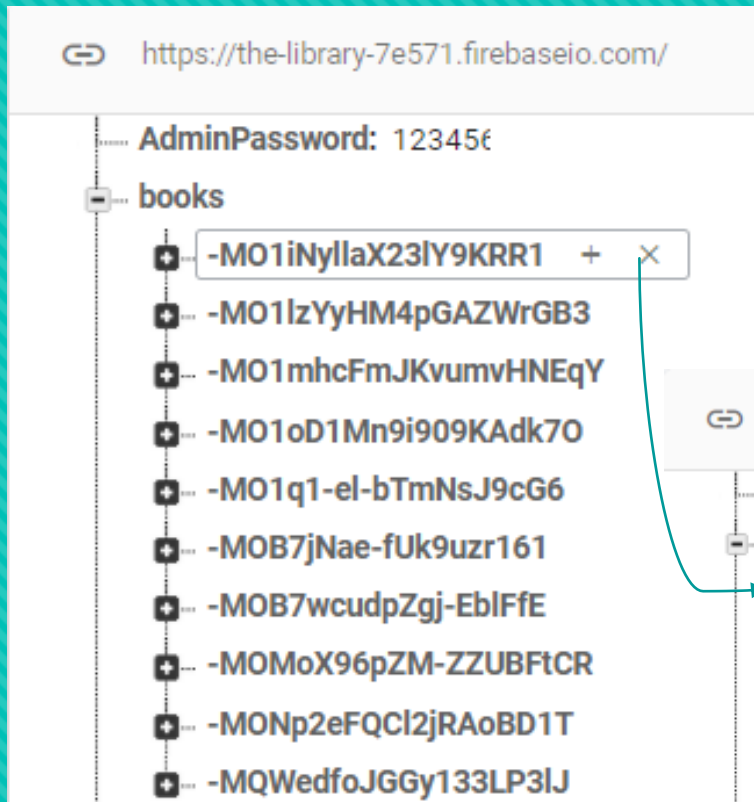 https://the-library-7e571.firebaseio.com/
AdminPassword: 123456
books
-MO1iNyllaX23lY9KRR1
-MO1lzYyHM4pGAZWrGB3
-MO1mhcFmJKvumvHNEqY
-MO1oD1Mn9i909KAdk7O
-MO1q1-el-bTmNsJ9cG6
-MOB7jNae-fUk9uzr161
-MOB7wcudpZgj-EblFfE
-MOMoX96pZM-ZZUBFtCR
-MONp2eFQCl2jRAoBD1T
-MQWedfoJGGy133LP3lJ